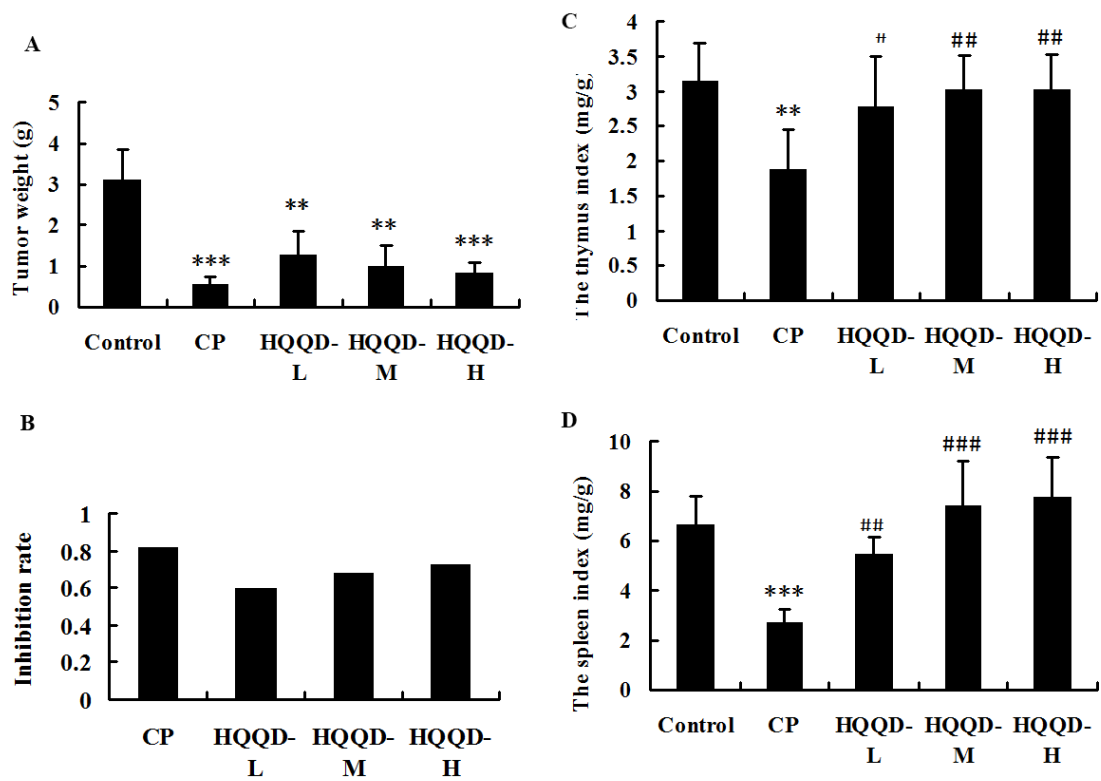 A
Tumor weight (g)
5
4
3
2
1
0
***
**
**
***
Control
CP
HQQD-
L
HQQD-
M
HQQD-
H
B
Inhibition rate
1
0.8
0.6
0.4
0.2
0
CP
HQQD-
L
HQQD-
M
HQQD-
H
C
The thymus index (mg/g)
4
3.5
3
2.5
2
1.5
1
0.5
0
**
#
##
##
Control
CP
HQQD-
L
HQQD-
M
HQQD-
H
D
The spleen index (mg/g)
10
8
6
4
2
0
***
##
###
###
Control
CP
HQQD-
L
HQQD-
M
HQQD-
H